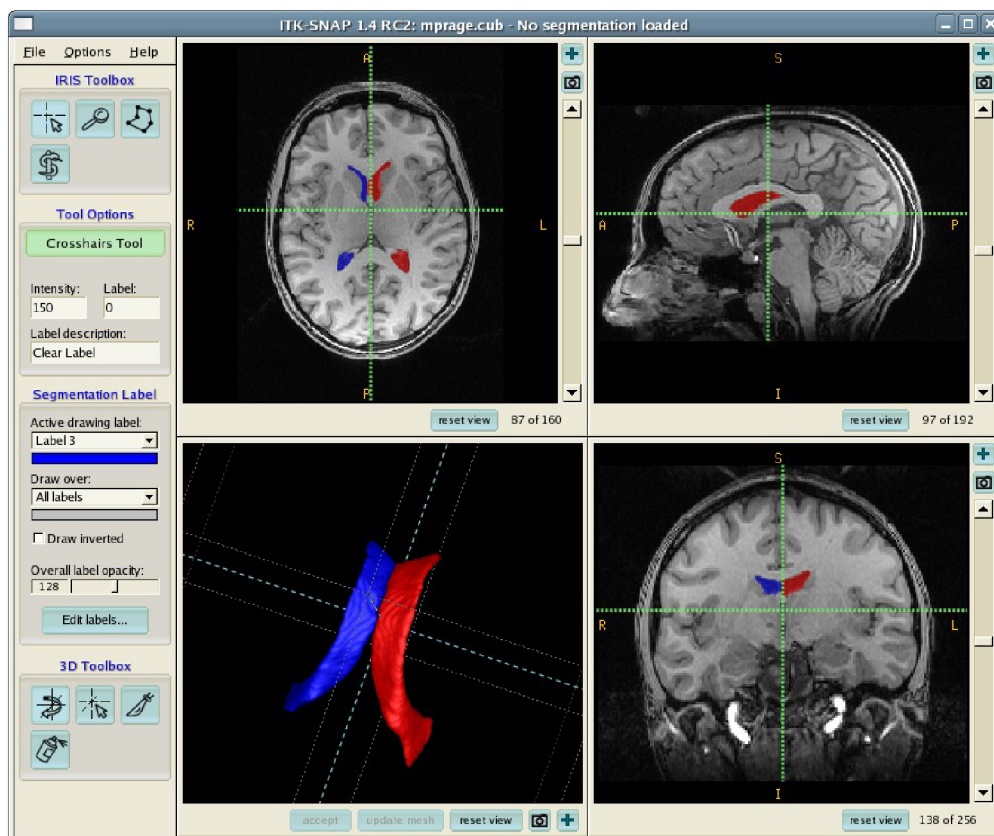 ITK-SNAP 1.4 RC2: mprage.cub - No segmentation loaded
File Options Help
IRIS Toolbox
Tool Options
Crosshairs Tool
Intensity: Label:
150 0
Label description:
Clear Label
Segmentation Label
Active drawing label:
Label 3
Draw over:
All labels
Draw inverted
Overall label opacity:
128
Edit labels...
3D Toolbox
A
R
L
P
reset view 87 of 160
S
A
P
I
reset view 97 of 192
accept update mesh reset view
S
R
L
I
reset view 138 of 256